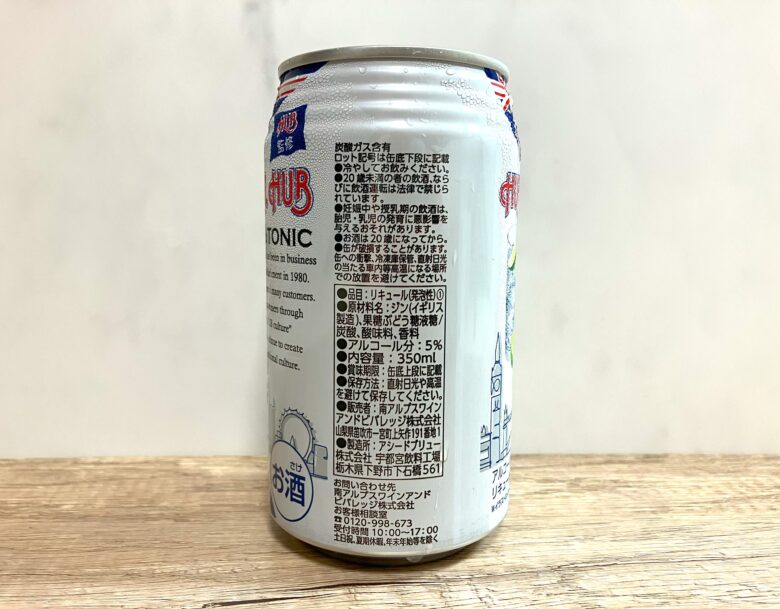 HUB
監修
HUB
TONIC
been in business
ment in 1980.
many customers.
through
culture"
tinue to create
onal culture.
お酒
さけ
炭酸ガス含有
ロット記号は缶底下段に記載
●冷やしてお飲みください。
●20歳未満の者の飲酒、なら
びに飲酒運転は法律で禁じら
れています。
●妊娠中や授乳期の飲酒は、
胎児・乳児の発育に悪影響を
与えるおそれがあります。
●お酒は20歳になってから。
●缶が破損することがあります。
缶への衝撃、冷凍庫保管、直射日光
の当たる車内等高温になる場所
での放置を避けてください。
●品目:リキュール(発泡性)①
●原材料名:ジン(イギリス
製造)、果糖ぶどう糖液糖/
炭酸、酸味料、香料
●アルコール分:5%
●内容量:350ml
●賞味期限:缶底上段に記載
●保存方法:直射日光や高温
を避けて保存してください。
●販売者:南アルプスワイン
アンドビバレッジ株式会社
山梨県笛吹市一宮町上矢作191番地1
●製造所:アシードブリュー
株式会社 宇都宮飲料工場
栃木県下野市下石橋561
お問い合わせ先
南アルプスワインアンド
ビバレッジ株式会社
お客様相談室
☎0120-998-673
受付時間 10:00〜17:00
土日祝、夏期休暇、年末年始等を除く
HU
アルコー
リキュー